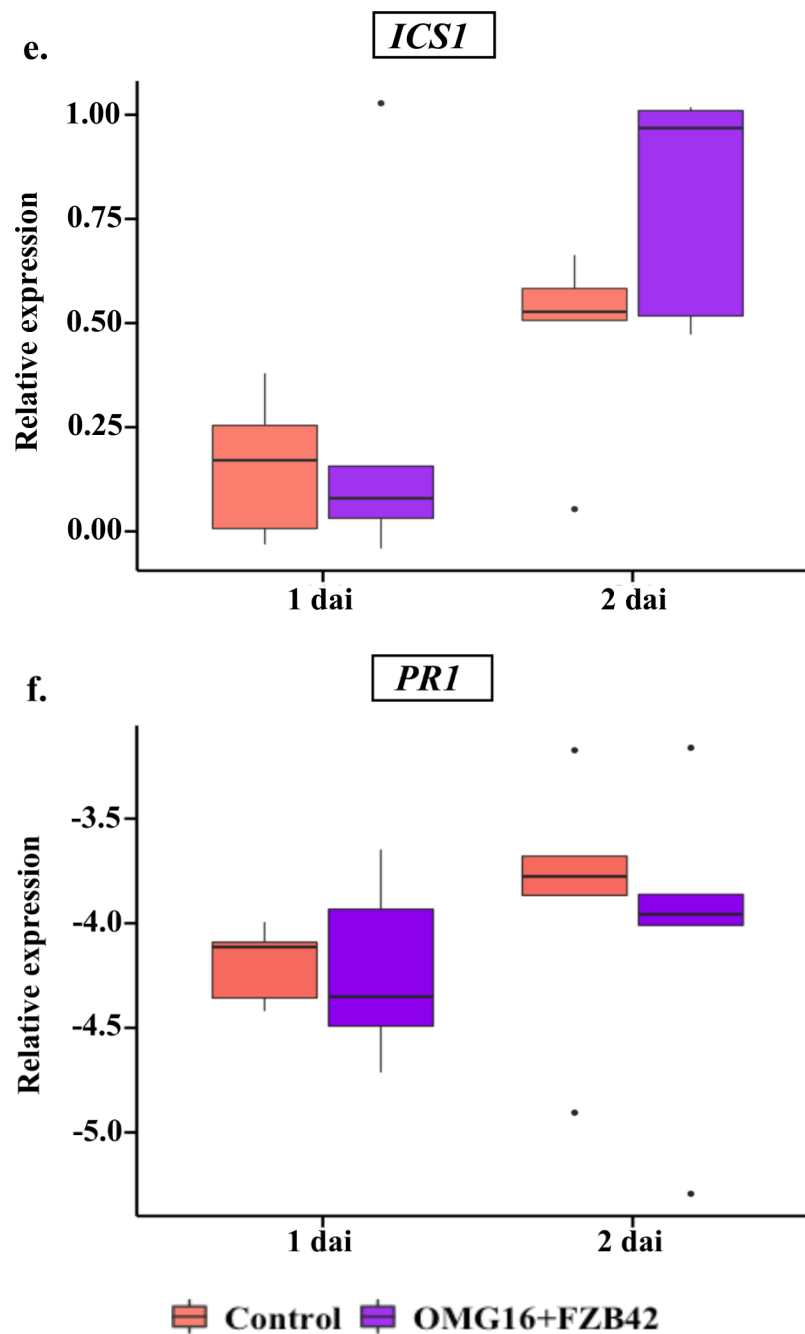 e.
ICS1
Relative expression
1.00
0.75
0.50
0.25
0.00
1 dai
2 dai
f.
PR1
Relative expression
-3.5
-4.0
-4.5
-5.0
1 dai
2 dai
Control
OMG16+FZB42